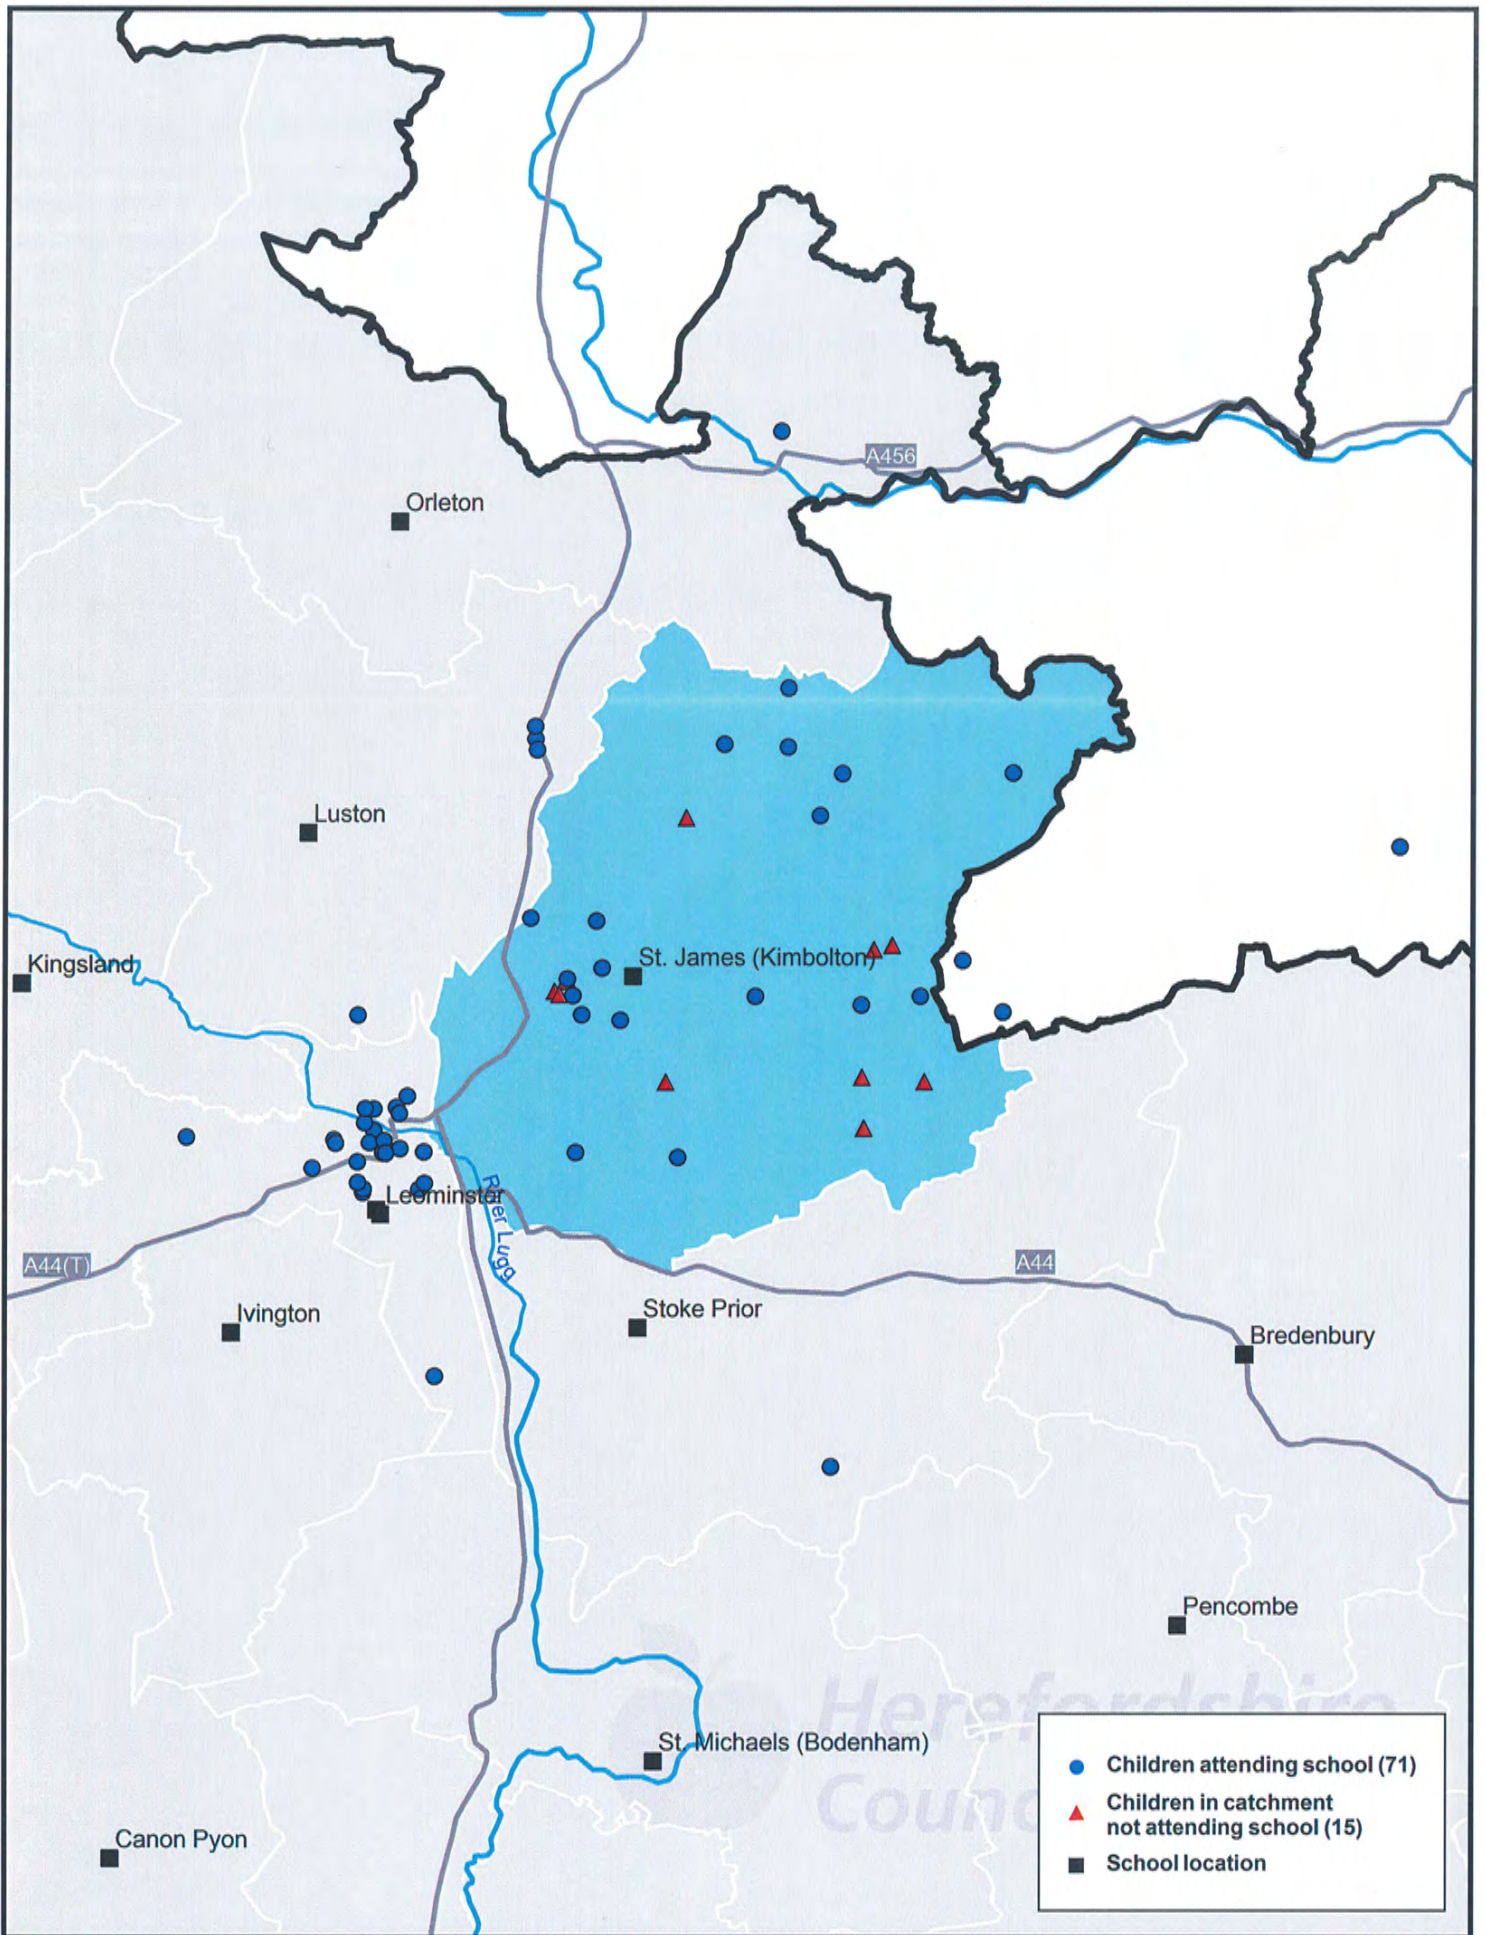 A456
Orleton
Luston
St. James (Kimbolton)
Kingsland
Leominster
River Lugg
A44(T)
A44
Ivington
Stoke Prior
Bredenbury
Pencombe
Herefordshire
St. Michaels (Bodenham)
Counc
Canon Pyon
Children attending school (71)
Children in catchment
not attending school (15)
School location